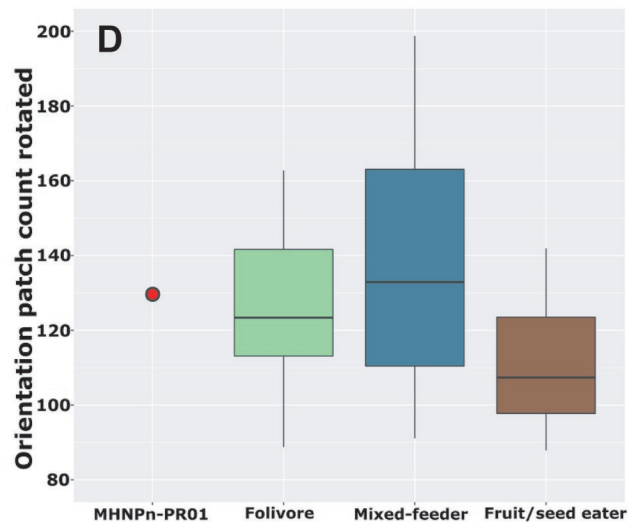 D
Orientation patch count rotated
200
180
160
140
120
100
80
MHNPn-PR01 Folivore Mixed-feeder Fruit/seed eater